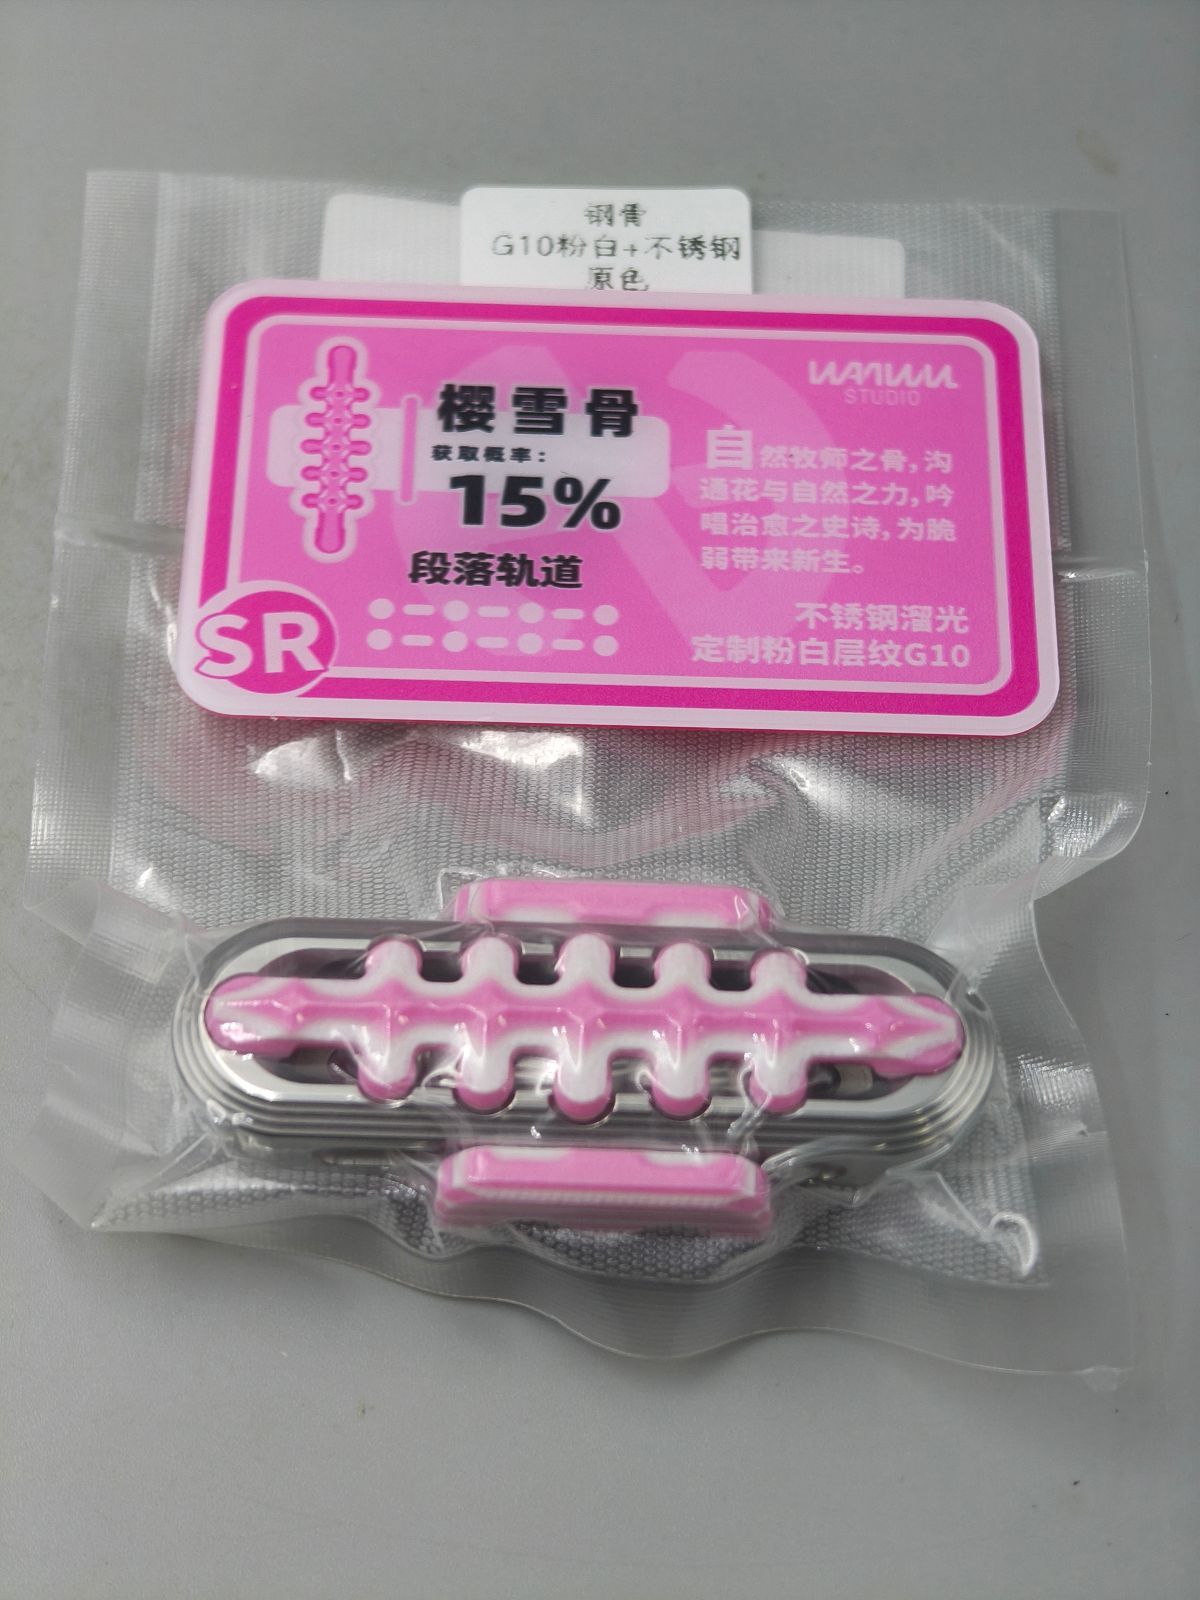 钢骨
G10粉白+不锈钢
原色
WANWU
STUDIO
樱雪骨
获取概率：
15%
段落轨道
SR
自然牧师之骨，沟
通花与自然之力，吟
唱治愈之史诗，为脆
弱带来新生。
不锈钢溜光
定制粉白层纹G10